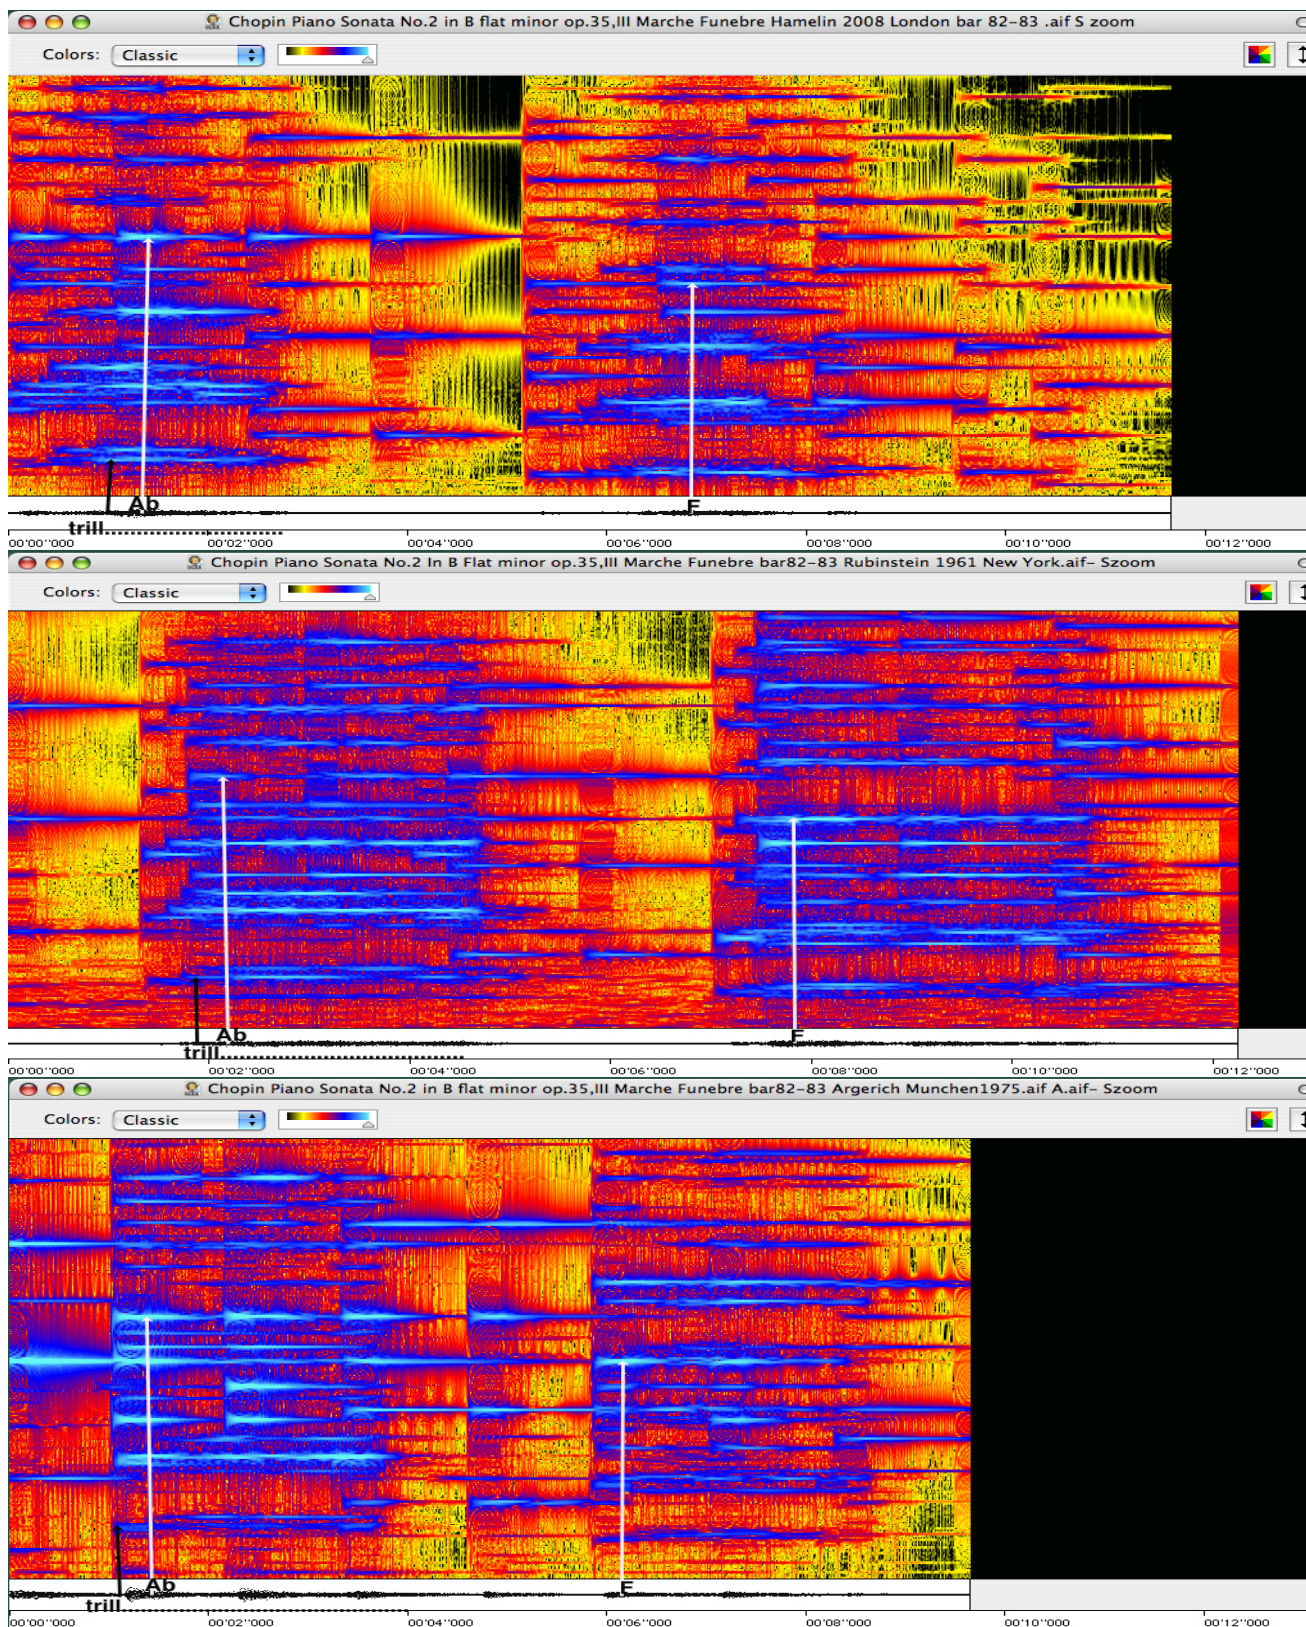 Chopin Piano Sonata No.2 in B flat minor op.35,III Marche Funebre Hamelin 2008 London bar 82-83 .aif S zoom
Colors: Classic
Ab
F
trill
00'00''000 00'02''000 00'04''000 00'06''000 00'08''000 00'10''000 00'12''000
Chopin Piano Sonata No.2 In B Flat minor op.35,III Marche Funebre bar82-83 Rubinstein 1961 New York.aif- Szoom
Colors: Classic
Ab
F
trill
00'00''000 00'02''000 00'04''000 00'06''000 00'08''000 00'10''000 00'12''000
Chopin Piano Sonata No.2 in B flat minor op.35,III Marche Funebre bar82-83 Argerich Munchen1975.aif A.aif- Szoom
Colors: Classic
Ab
F
trill
00'00''000 00'02''000 00'04''000 00'06''000 00'08''000 00'10''000 00'12''000